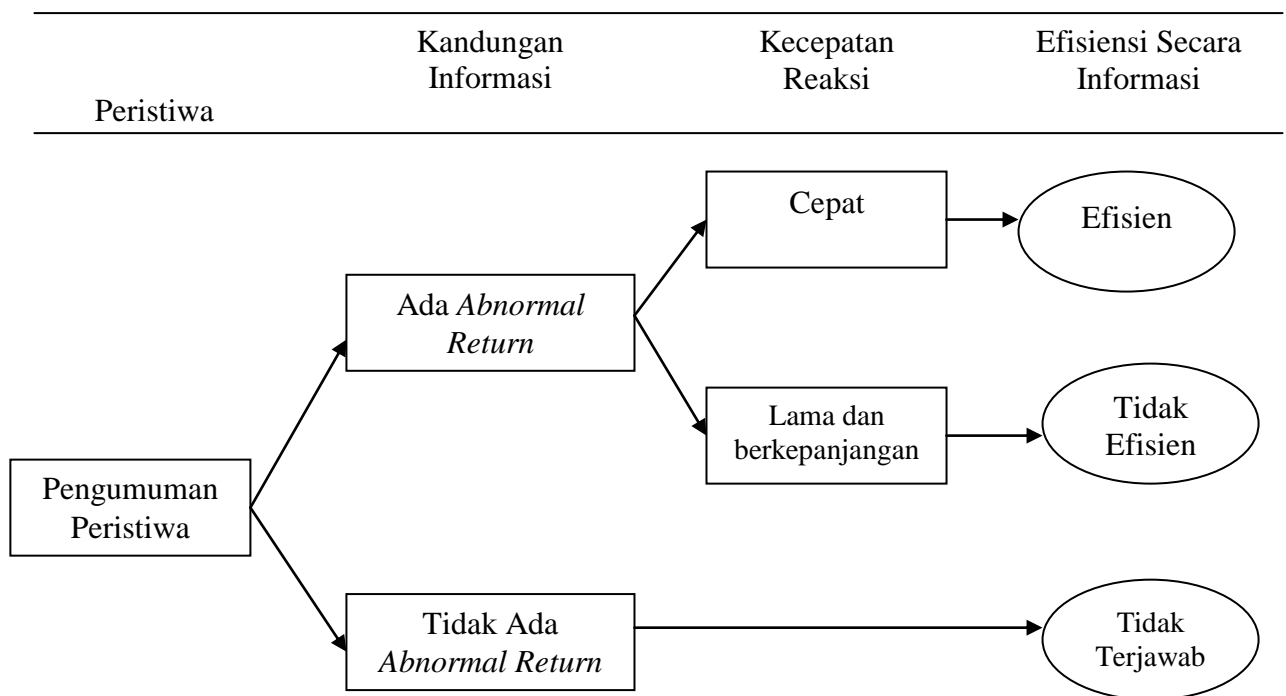 Kandungan
Informasi
Kecepatan
Reaksi
Efisiensi Secara
Informasi
Peristiwa
Cepat
Efisien
Ada Abnormal
Return
Lama dan
berkepanjangan
Tidak
Efisien
Pengumuman
Peristiwa
Tidak Ada
Abnormal Return
Tidak
Terjawab